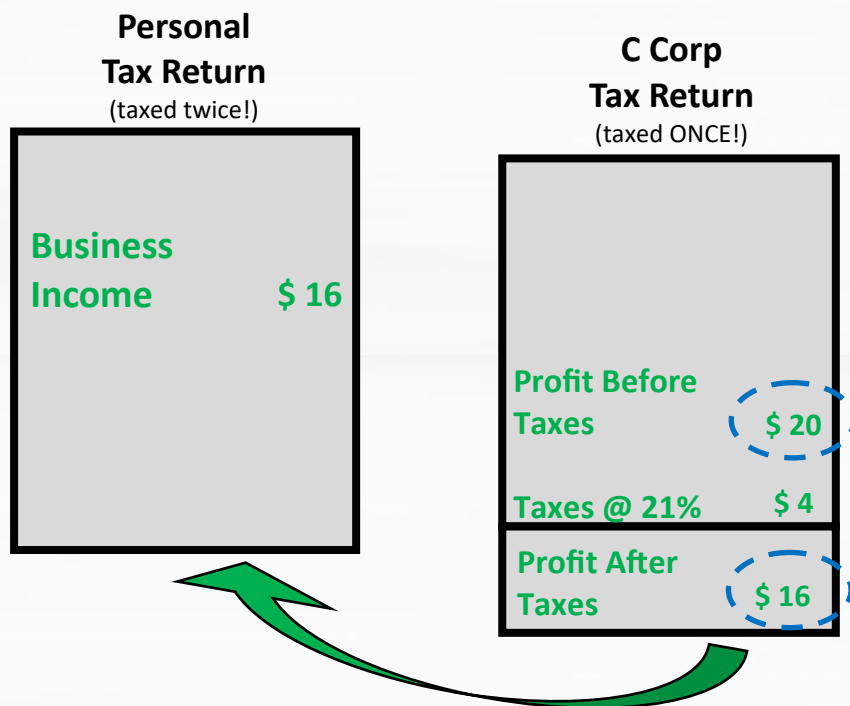 Personal
Tax Return
(taxed twice!)
Business
Income $ 16
C Corp
Tax Return
(taxed ONCE!)
Profit Before
Taxes $ 20
Taxes @ 21% $ 4
Profit After
Taxes $ 16